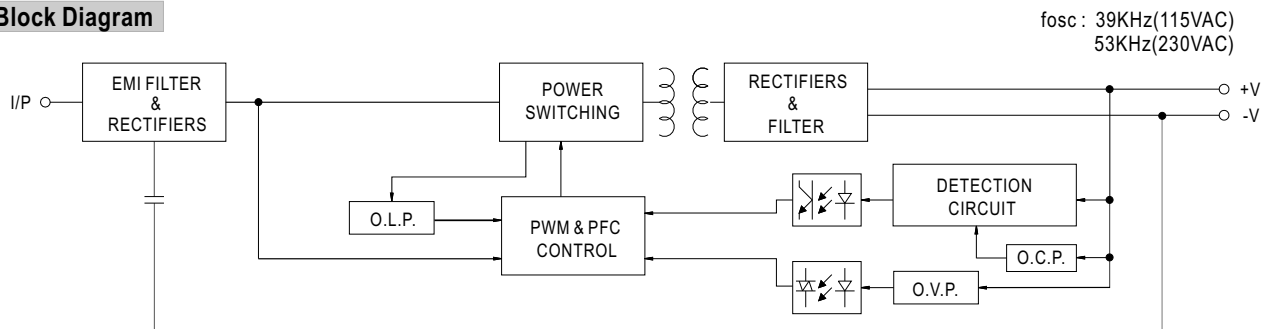 Block Diagram
fosc : 39KHz(115VAC)
53KHz(230VAC)
I/P
EMI FILTER
&
RECTIFIERS
POWER
SWITCHING
RECTIFIERS
&
FILTER
+V
-V
O.L.P.
PWM & PFC
CONTROL
DETECTION
CIRCUIT
O.C.P.
O.V.P.